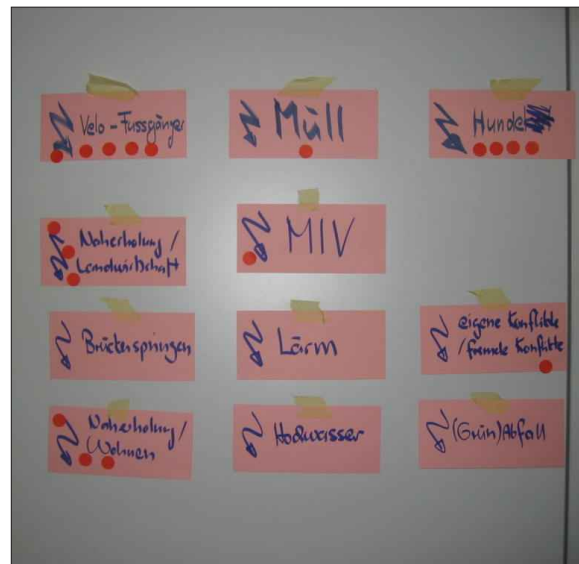 Velo - Fussgänger
Müll
Hunde
Naherholung /
Landwirtschaft
MIV
Brückenspringen
Lärm
eigene Konflikte
/ fremde Konflikte
Naherholung /
Wohnen
Hochwasser
(Grün)Abfall